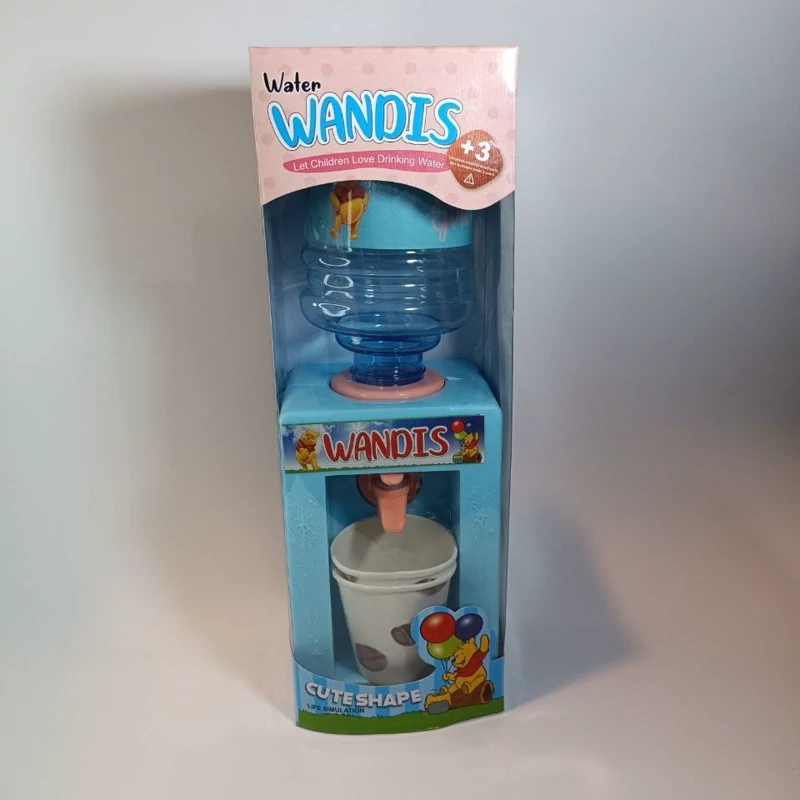 Water
WANDIS
Let Children Love Drinking Water
+3
WANDIS
CUTE SHAPE
LIFE SIMULATION